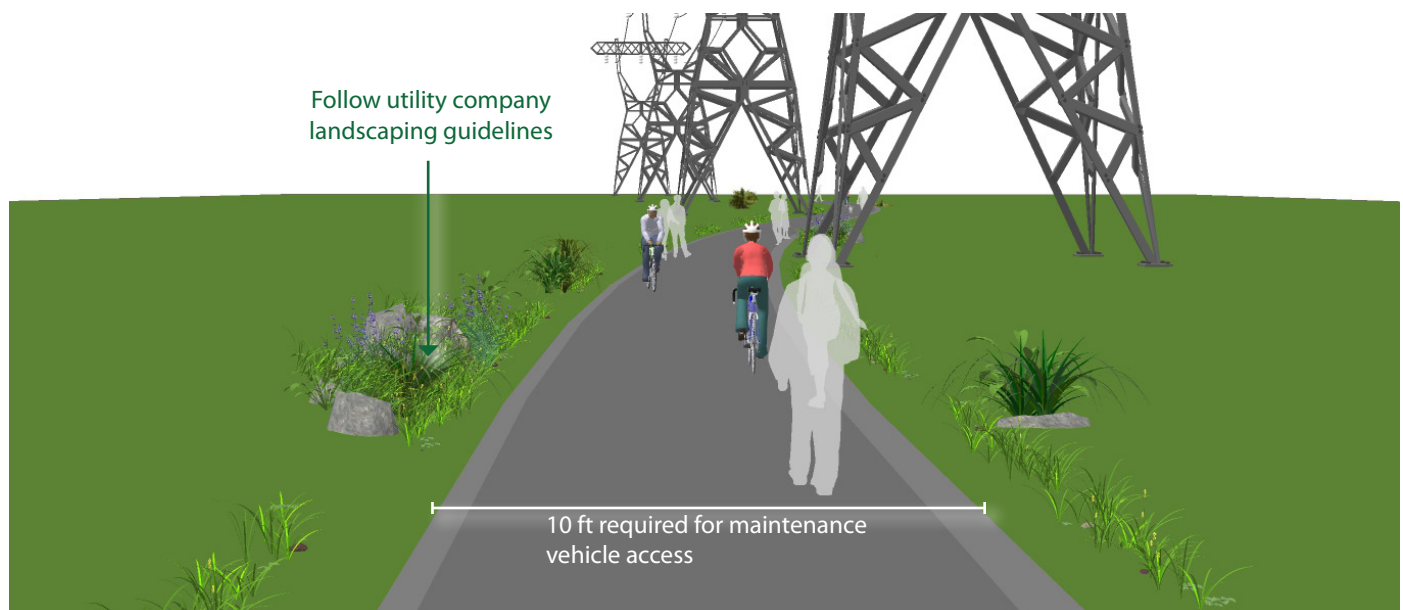 Follow utility company
landscaping guidelines
10 ft required for maintenance
vehicle access